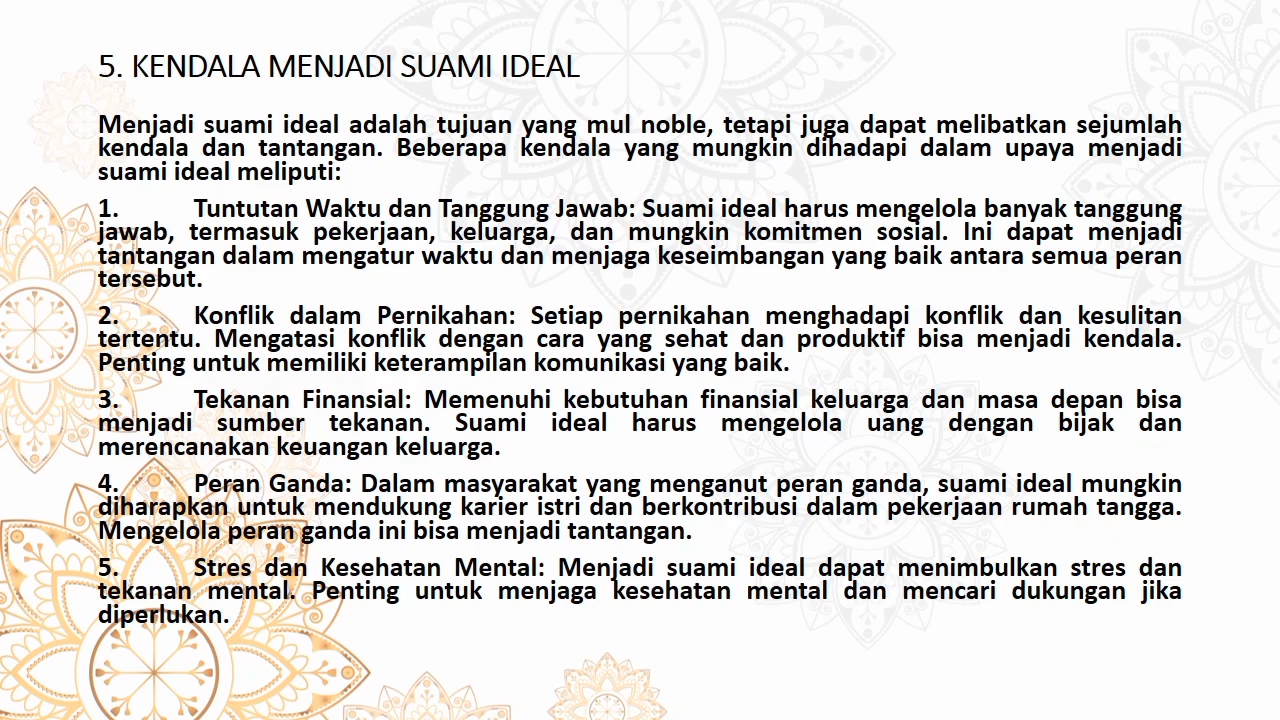 5. KENDALA MENJADI SUAMI IDEAL
Menjadi suami ideal adalah tujuan yang mul noble, tetapi juga dapat melibatkan sejumlah
kendala dan tantangan. Beberapa kendala yang mungkin dihadapi dalam upaya menjadi
suami ideal meliputi:
1. Tuntutan Waktu dan Tanggung Jawab: Suami ideal harus mengelola banyak tanggung
jawab, termasuk pekerjaan, keluarga, dan mungkin komitmen sosial. Ini dapat menjadi
tantangan dalam mengatur waktu dan menjaga keseimbangan yang baik antara semua peran
tersebut.
2. Konflik dalam Pernikahan: Setiap pernikahan menghadapi konflik dan kesulitan
tertentu. Mengatasi konflik dengan cara yang sehat dan produktif bisa menjadi kendala.
Penting untuk memiliki keterampilan komunikasi yang baik.
3. Tekanan Finansial: Memenuhi kebutuhan finansial keluarga dan masa depan bisa
menjadi sumber tekanan. Suami ideal harus mengelola uang dengan bijak dan
merencanakan keuangan keluarga.
4. Peran Ganda: Dalam masyarakat yang menganut peran ganda, suami ideal mungkin
diharapkan untuk mendukung karier istri dan berkontribusi dalam pekerjaan rumah tangga.
Mengelola peran ganda ini bisa menjadi tantangan.
5. Stres dan Kesehatan Mental: Menjadi suami ideal dapat menimbulkan stres dan
tekanan mental. Penting untuk menjaga kesehatan mental dan mencari dukungan jika
diperlukan.